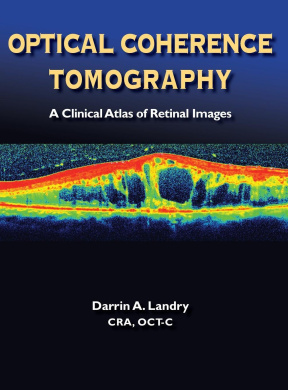 OPTICAL COHERENCE
TOMOGRAPHY
A Clinical Atlas of Retinal Images
Darrin A. Landry
CRA, OCT-C